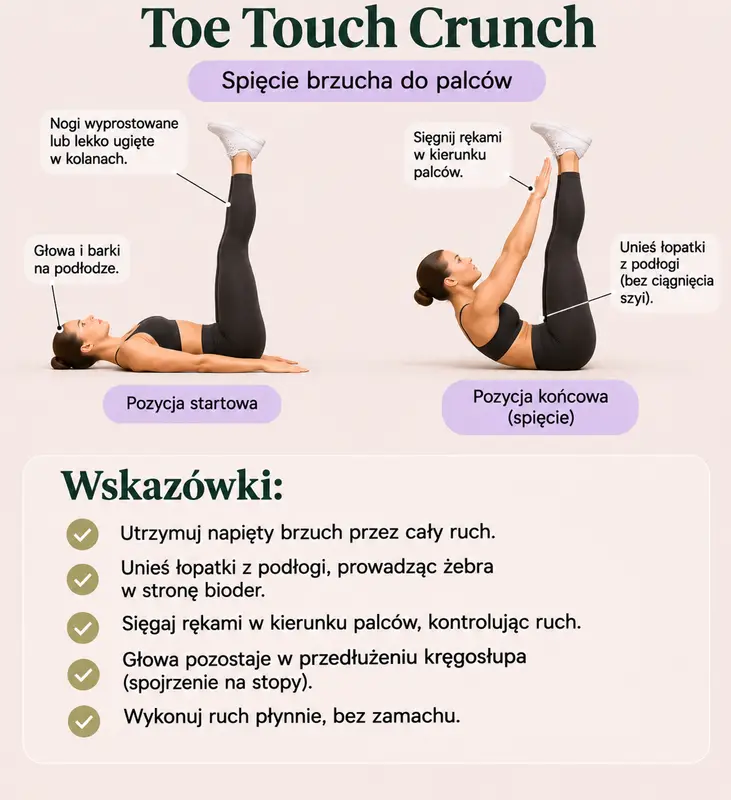 Toe Touch Crunch
Spięcie brzucha do palców
Nogi wyprostowane
lub lekko ugięte
w kolanach.
Głowa i barki
na podłodze.
Pozycja startowa
Sięgnij rękami
w kierunku
palców.
Unieś łopatki
z podłogi
(bez ciągnięcia
szyi).
Pozycja końcowa
(spięcie)
Wskazówki:
Utrzymuj napięty brzuch przez cały ruch.
Unieś łopatki z podłogi, prowadząc żebra
w stronę bioder.
Sięgaj rękami w kierunku palców, kontrolując ruch.
Głowa pozostaje w przedłużeniu kręgosłupa
(spojrzenie na stopy).
Wykonuj ruch płynnie, bez zamachu.